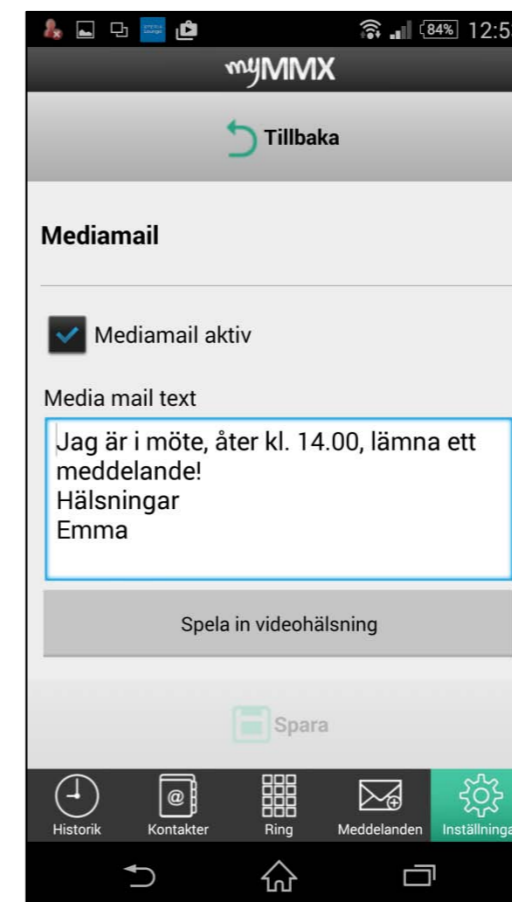 84% 12:5
myMMX
Tillbaka
Mediamail
Mediamail aktiv
Media mail text
Jag är i möte, åter kl. 14.00, lämna ett
meddelande!
Hälsningar
Emma
Spela in videohälsning
Spara
@
Historik Kontakter Ring Meddelanden Inställninga